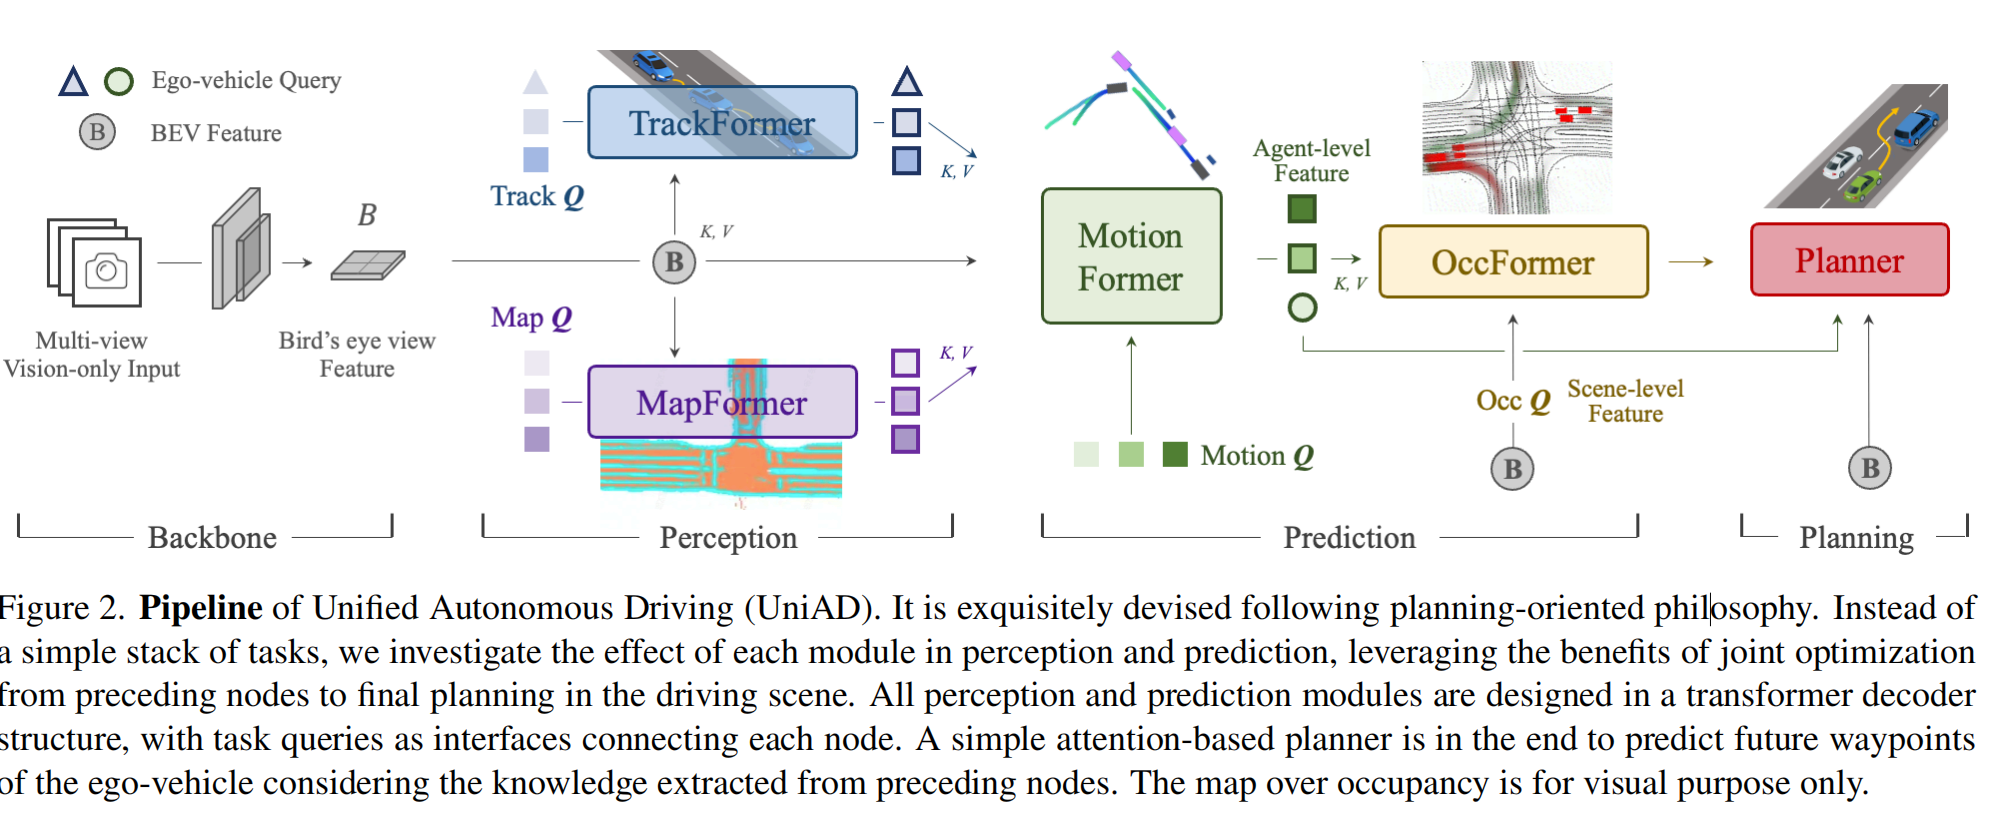 Ego-vehicle Query
B
BEV Feature
B
Multi-view
Vision-only Input
Bird's eye view
Feature
TrackFormer
Track Q
K, V
K, V
B
Map Q
K, V
MapFormer
Motion
Former
Agent-level
Feature
K, V
OccFormer
Planner
Occ Q
Scene-level
Feature
Motion Q
B
B
Backbone
Perception
Prediction
Planning
Figure 2. Pipeline of Unified Autonomous Driving (UniAD). It is exquisitely devised following planning-oriented philosophy. Instead of
a simple stack of tasks, we investigate the effect of each module in perception and prediction, leveraging the benefits of joint optimization
from preceding nodes to final planning in the driving scene. All perception and prediction modules are designed in a transformer decoder
structure, with task queries as interfaces connecting each node. A simple attention-based planner is in the end to predict future waypoints
of the ego-vehicle considering the knowledge extracted from preceding nodes. The map over occupancy is for visual purpose only.